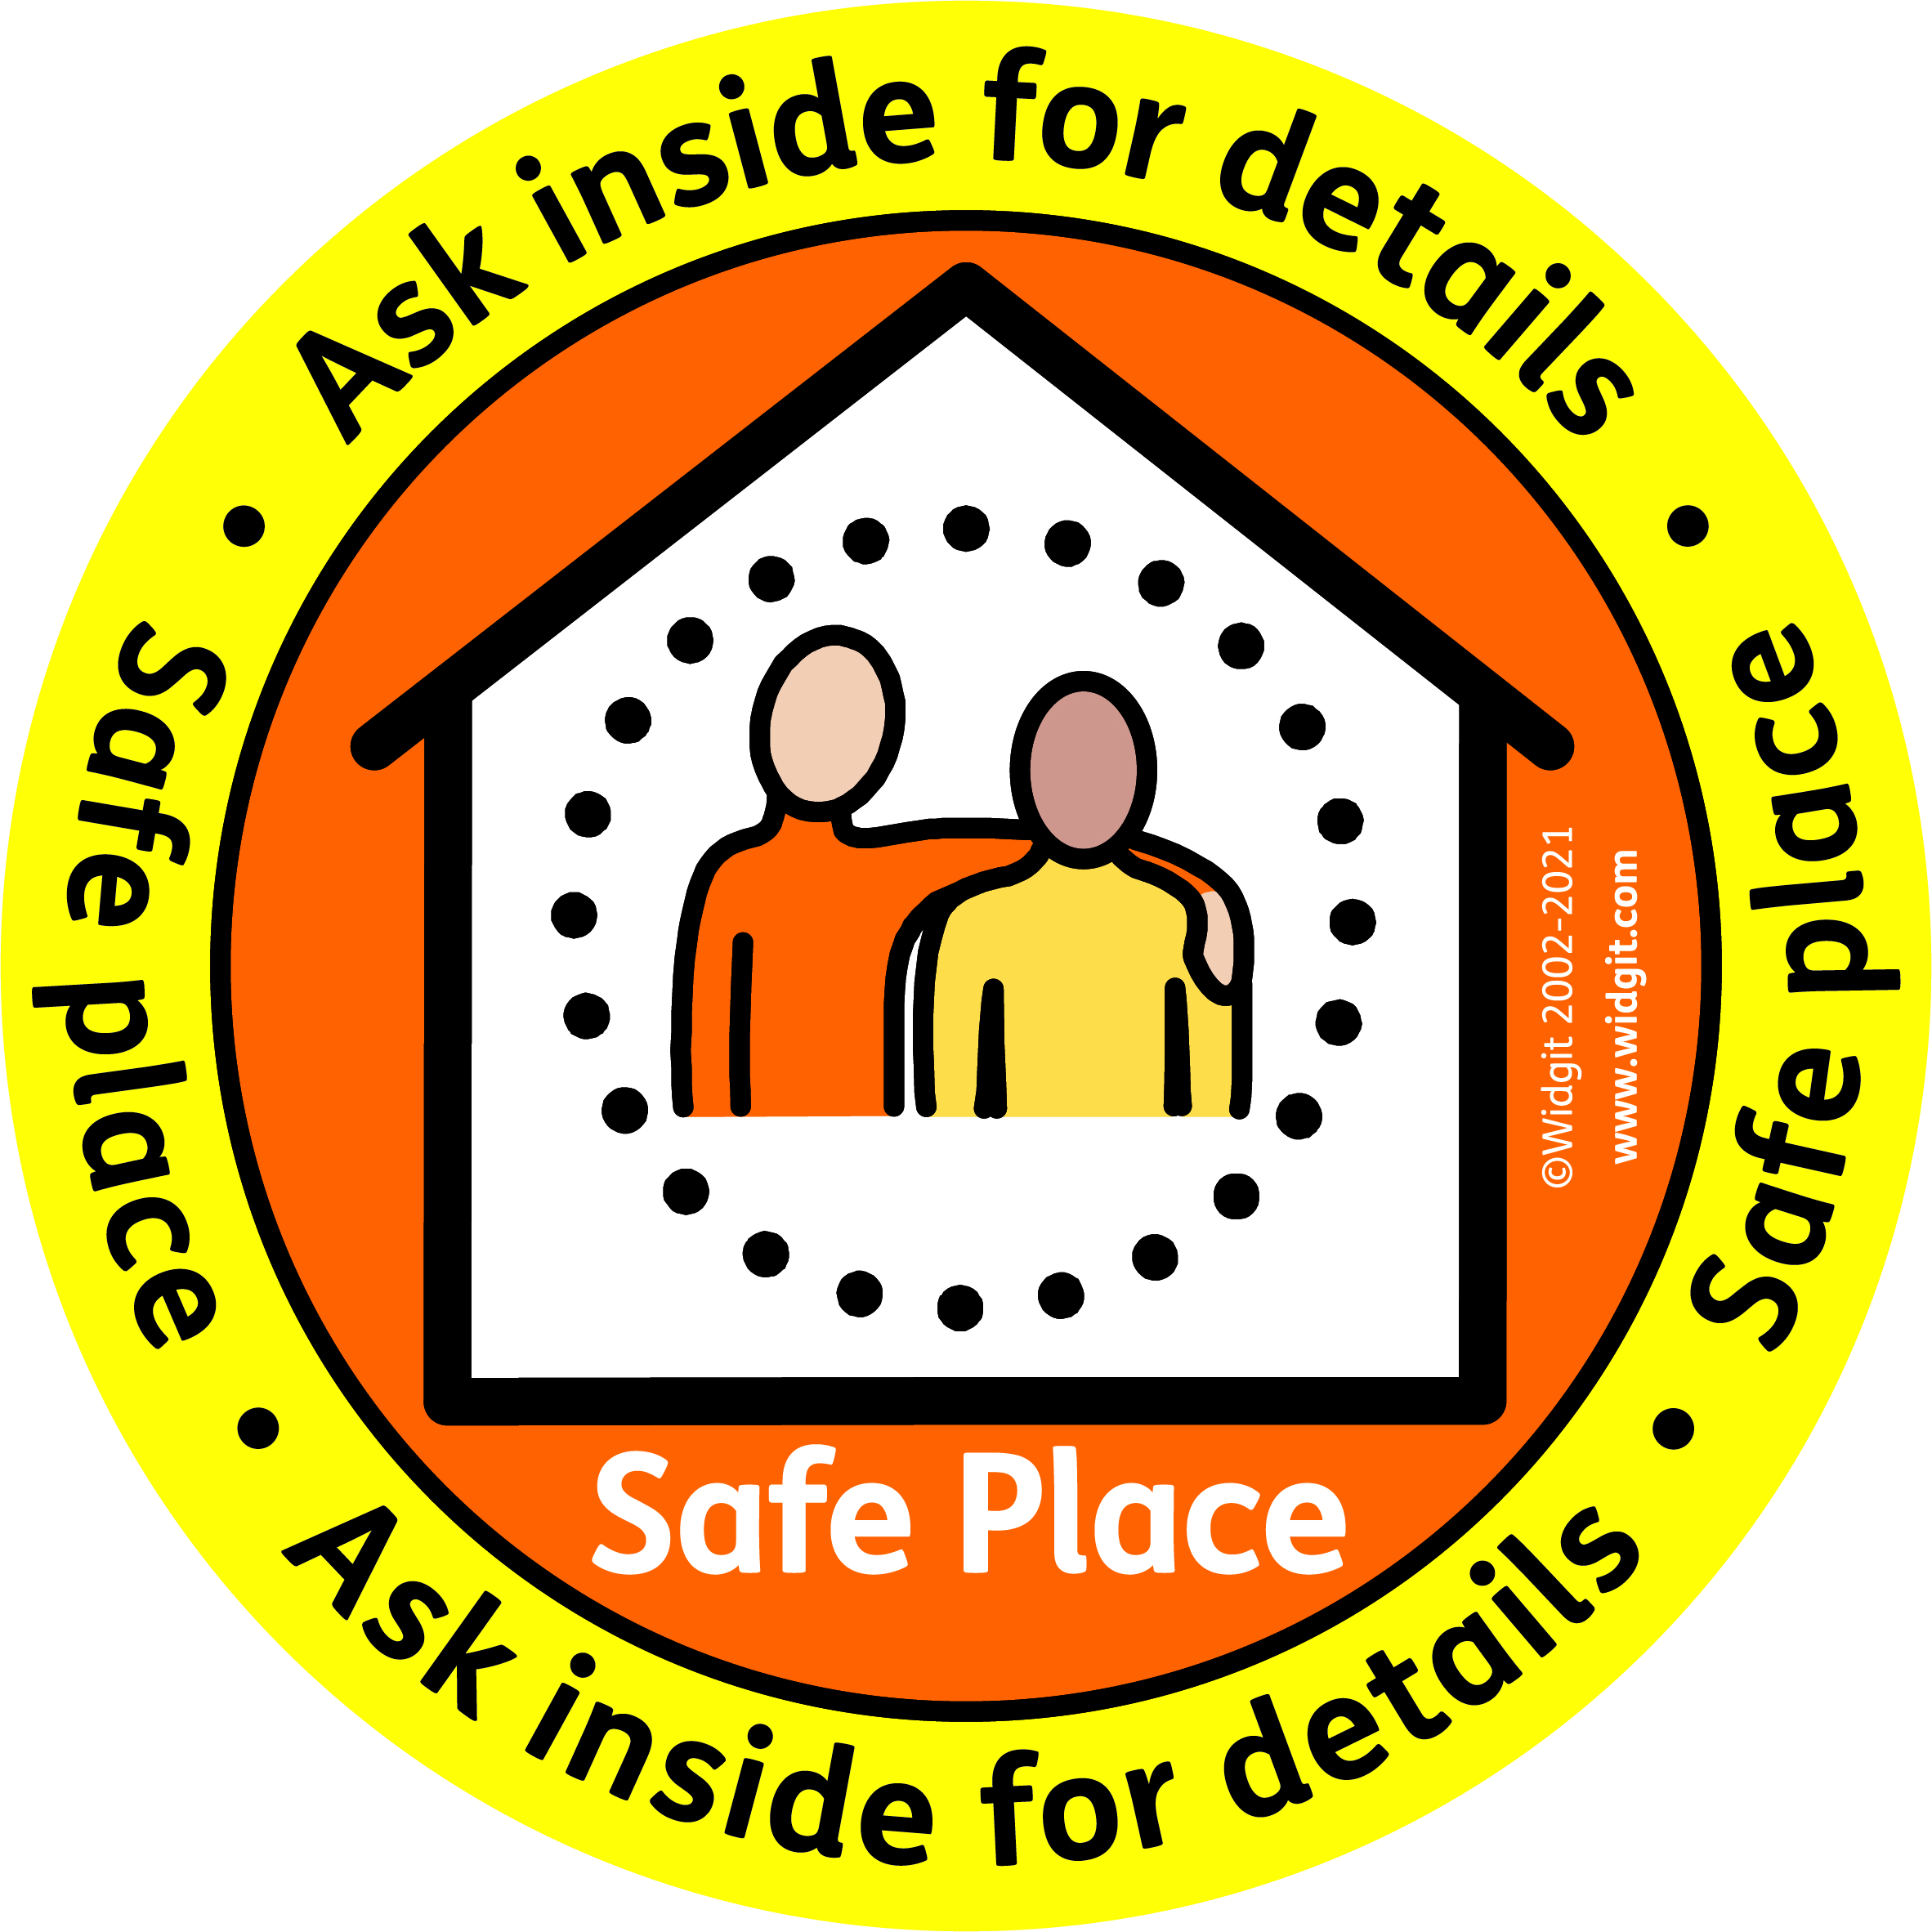 Ask inside for details
Safe place
Safe place
©Widgit 2002-2021
www.widgit.com
Safe Place
Ask inside for details